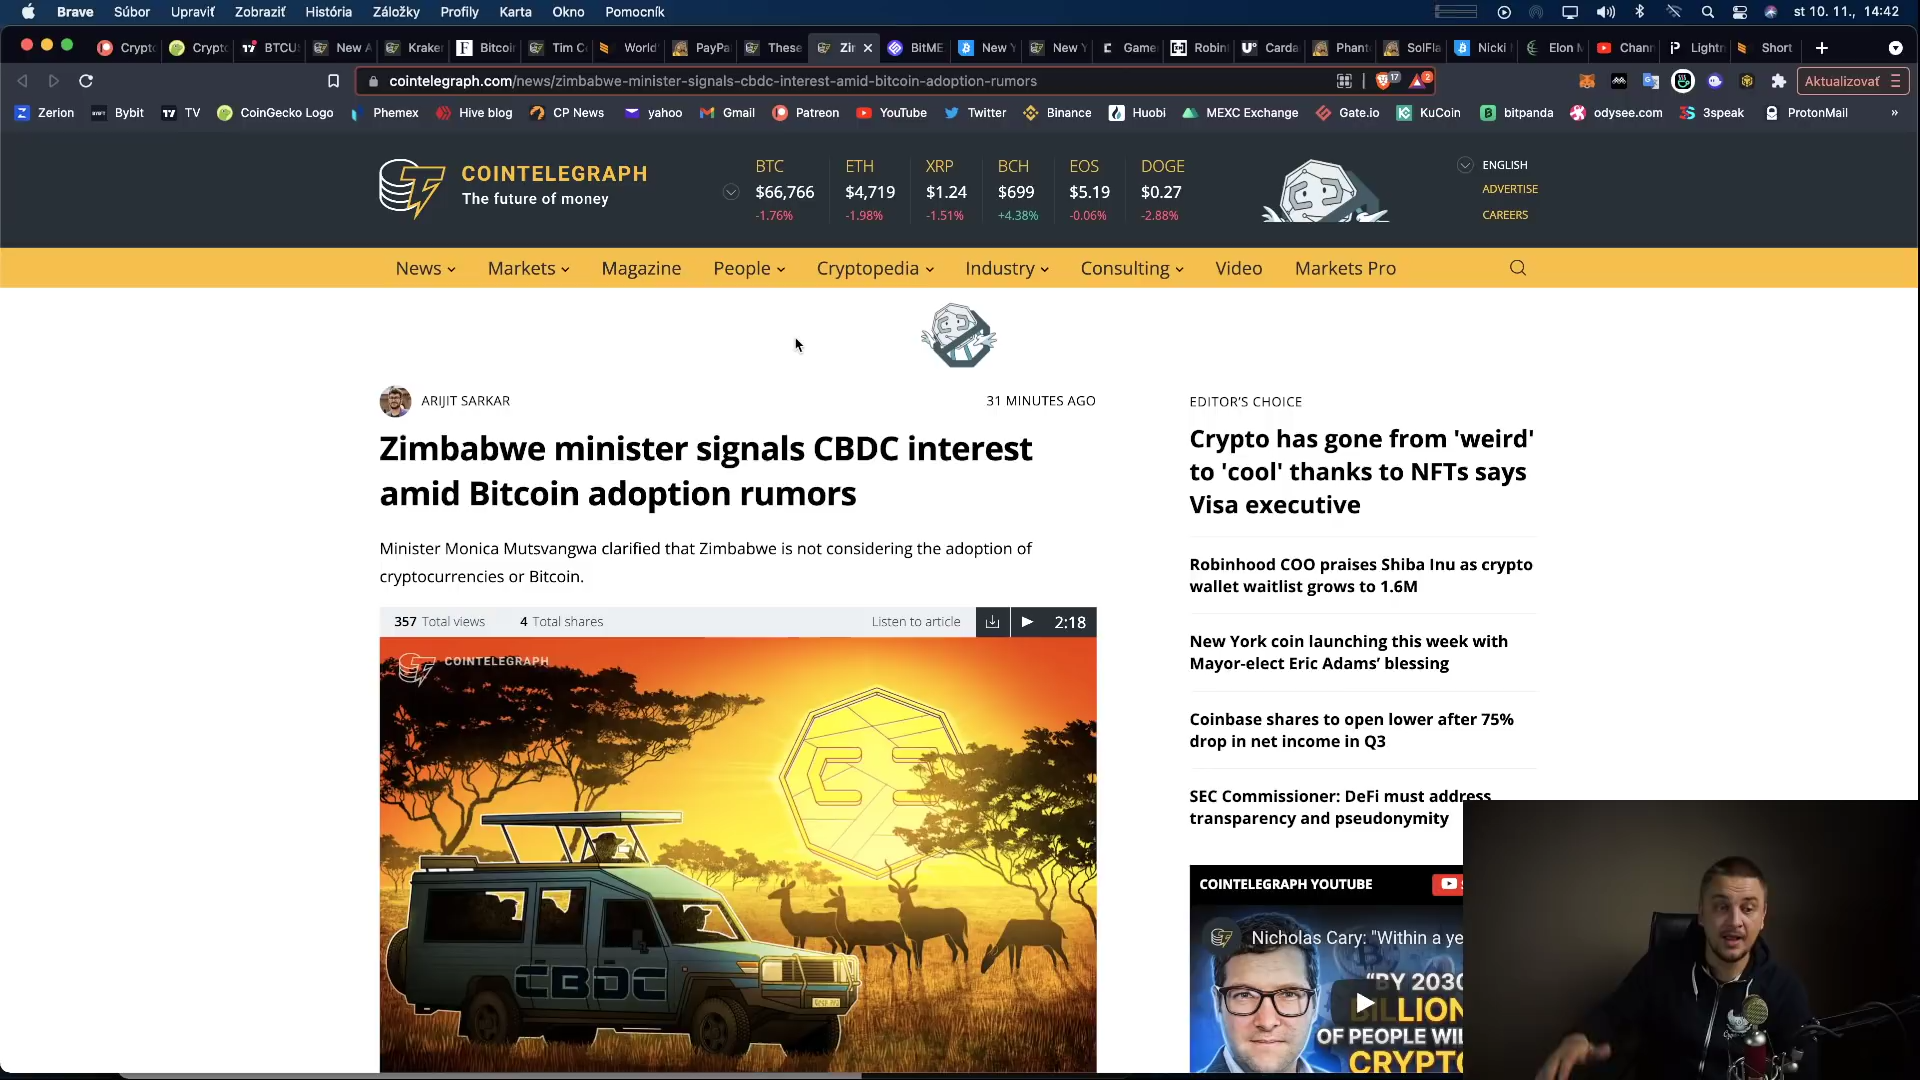 Brave Súbor Upraviť Zobraziť História Záložky Profily Karta Okno Pomocník st 10. 11., 14:42
Crypto Crypto BTCU New A Kraken Bitcoin Tim C World PayPa These Zi BitME New Y New Y Game Robin Carda Phant SolFla Nicki Elon M Chann Lightn Short
cointelegraph.com/news/zimbabwe-minister-signals-cbdc-interest-amid-bitcoin-adoption-rumors 17 2 Aktualizovať
Zerion Bybit TV CoinGecko Logo Phemex Hive blog CP News yahoo Gmail Patreon YouTube Twitter Binance Huobi MEXC Exchange Gate.io KuCoin bitpanda odysee.com 3speak ProtonMail »
COINTELEGRAPH
The future of money
BTC ETH XRP BCH EOS DOGE
$66,766 $4,719 $1.24 $699 $5.19 $0.27
-1.76% -1.98% -1.51% +4.38% -0.06% -2.88%
ENGLISH
ADVERTISE
CAREERS
News Markets Magazine People Cryptopedia Industry Consulting Video Markets Pro
ARIJIT SARKAR 31 MINUTES AGO
Zimbabwe minister signals CBDC interest
amid Bitcoin adoption rumors
Minister Monica Mutsvangwa clarified that Zimbabwe is not considering the adoption of
cryptocurrencies or Bitcoin.
357 Total views 4 Total shares Listen to article 2:18
COINTELEGRAPH
CBDC
EDITOR'S CHOICE
Crypto has gone from 'weird'
to 'cool' thanks to NFTs says
Visa executive
Robinhood COO praises Shiba Inu as crypto
wallet waitlist grows to 1.6M
New York coin launching this week with
Mayor-elect Eric Adams’ blessing
Coinbase shares to open lower after 75%
drop in net income in Q3
SEC Commissioner: DeFi must address
transparency and pseudonymity
COINTELEGRAPH YOUTUBE
Nicholas Cary: "Within a ye
“BY 2030
BILLION
OF PEOPLE WIL
CRYPTO